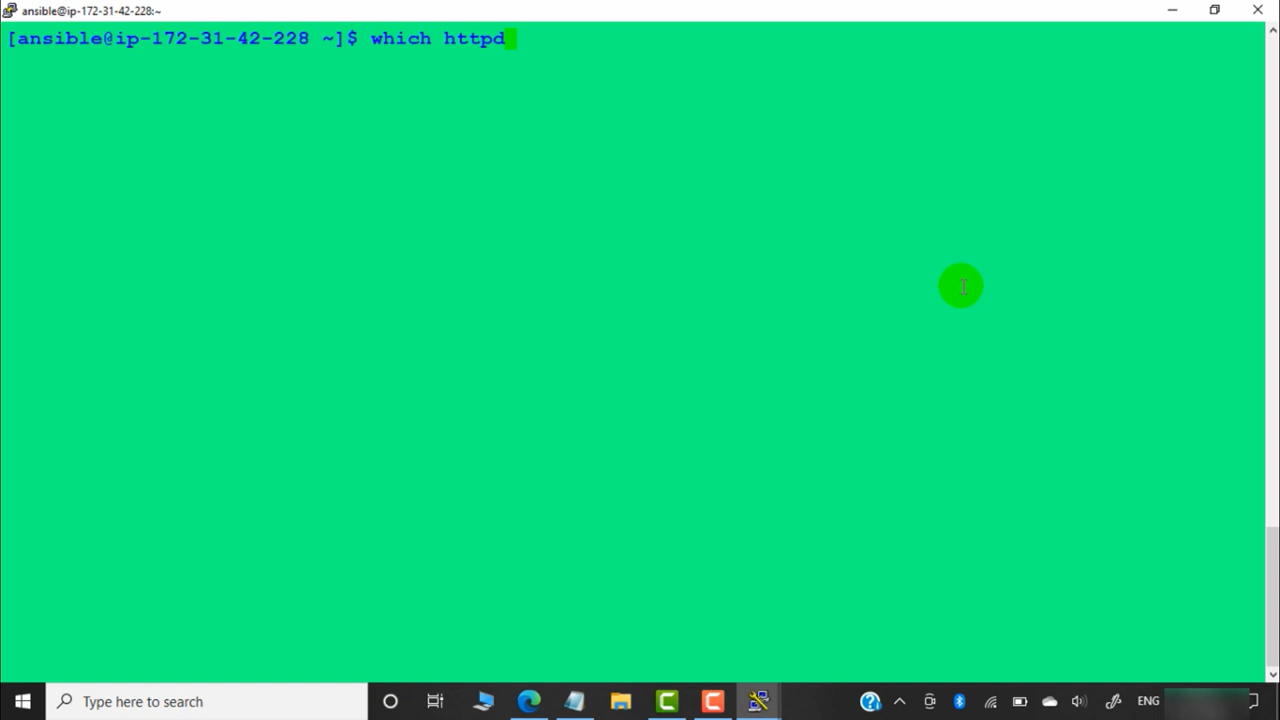 ansible@ip-172-31-42-228:~
[ansible@ip-172-31-42-228 ~]$ which httpd
Type here to search
ENG